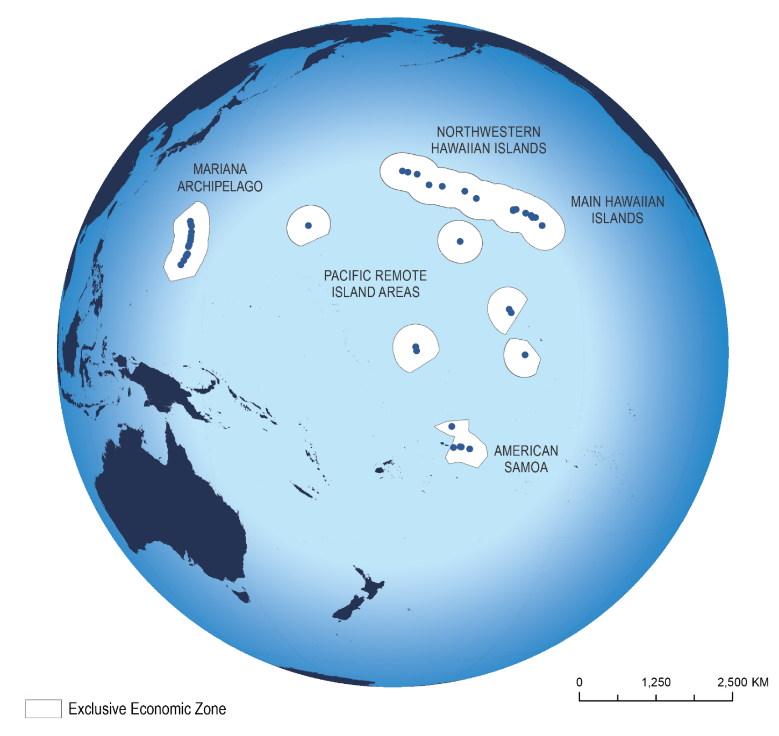 NORTHWESTERN
HAWAIIAN ISLANDS
MARIANA
ARCHIPELAGO
MAIN HAWAIIAN
ISLANDS
PACIFIC REMOTE
ISLAND AREAS
AMERICAN
SAMOA
0 1,250 2,500 KM
Exclusive Economic Zone